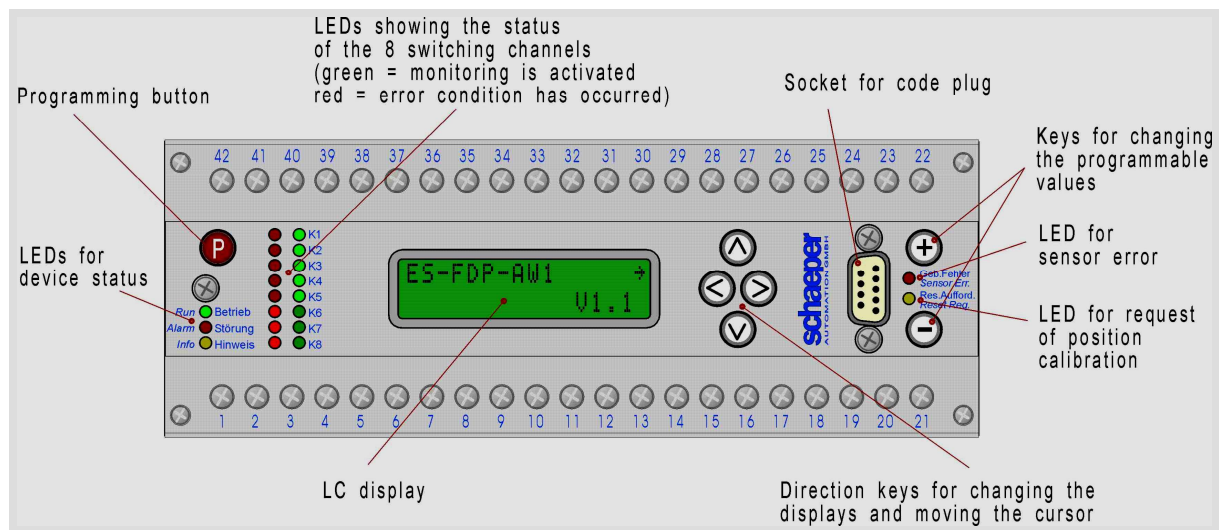 LEDs showing the status
of the 8 switching channels
(green = monitoring is activated
red = error condition has occurred)
Programming button
Socket for code plug
Keys for changing
the programmable
values
42 41 40 39 38 37 36 35 34 33 32 31 30 29 28 27 26 25 24 23 22
P
K1
K2
K3
K4
K5
K6
K7
K8
LEDs for
device status
Run Betrieb
Alarm Störung
Info Hinweis
ES-FDP-AW1 →
V1.1
schaeper
AUTOMATION GMBH
+
Geb.Fehler
Sensor Err.
Res.Aufford.
Reset Req.
−
LED for
sensor error
LED for request
of position
calibration
1 2 3 4 5 6 7 8 9 10 11 12 13 14 15 16 17 18 19 20 21
LC display
Direction keys for changing the
displays and moving the cursor